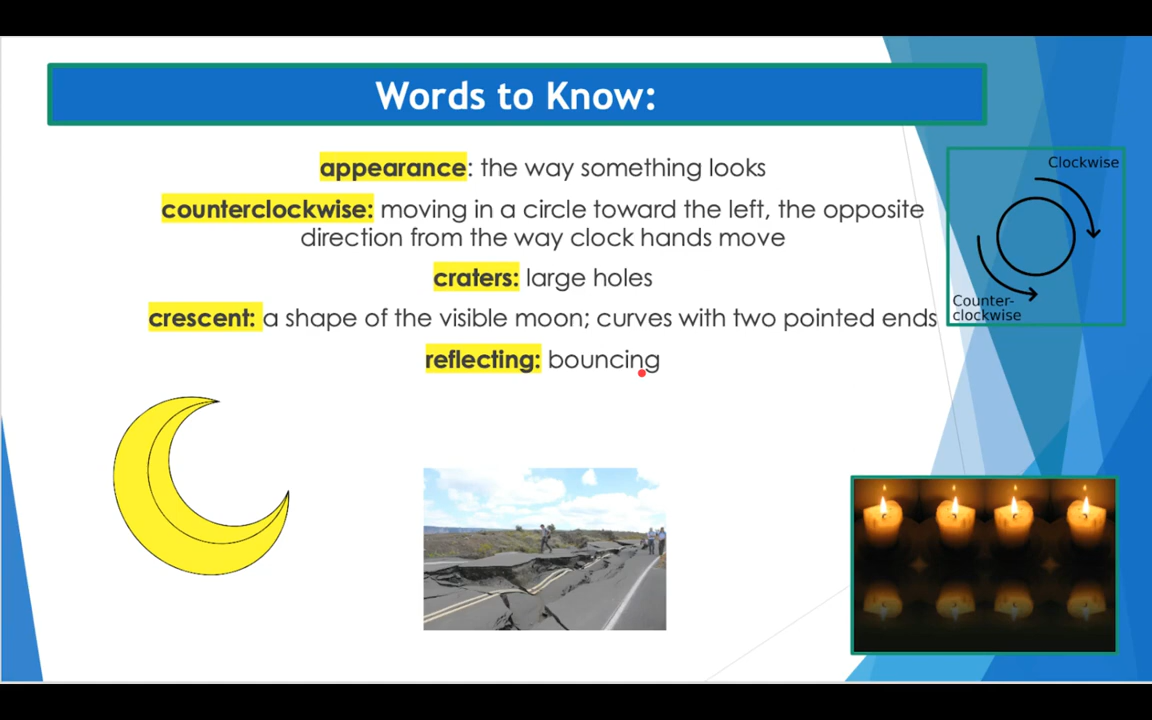 Words to Know:
appearance: the way something looks
counterclockwise: moving in a circle toward the left, the opposite
direction from the way clock hands move
craters: large holes
crescent: a shape of the visible moon; curves with two pointed ends
reflecting: bouncing
Clockwise
Counter-
clockwise